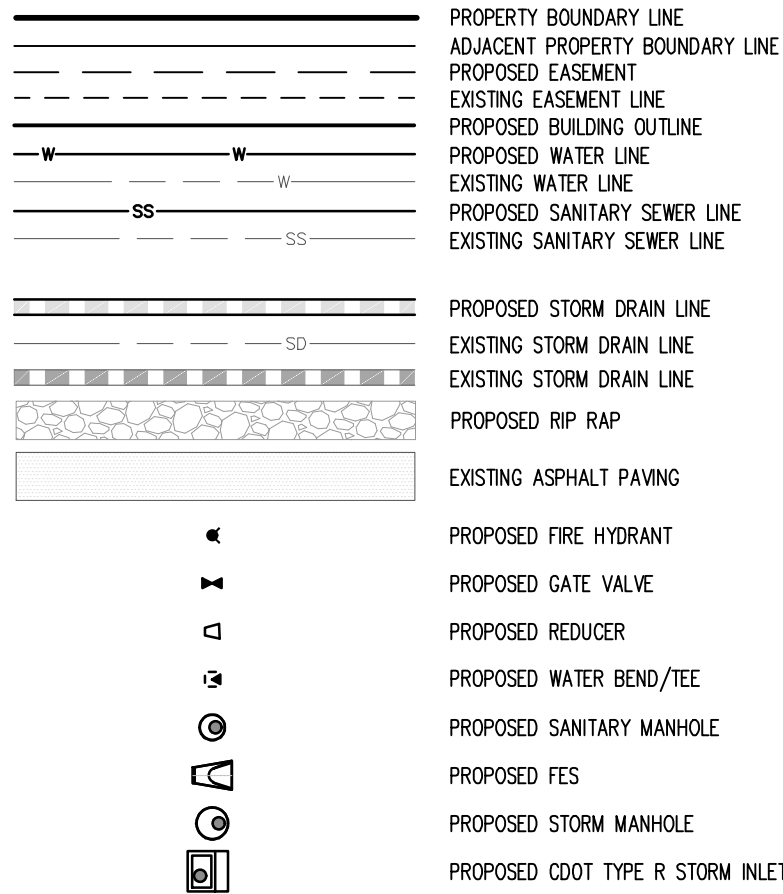 PROPERTY BOUNDARY LINE
ADJACENT PROPERTY BOUNDARY LINE
PROPOSED EASEMENT
EXISTING EASEMENT LINE
PROPOSED BUILDING OUTLINE
W W PROPOSED WATER LINE
W EXISTING WATER LINE
SS PROPOSED SANITARY SEWER LINE
SS EXISTING SANITARY SEWER LINE
PROPOSED STORM DRAIN LINE
SD EXISTING STORM DRAIN LINE
EXISTING STORM DRAIN LINE
PROPOSED RIP RAP
EXISTING ASPHALT PAVING
PROPOSED FIRE HYDRANT
PROPOSED GATE VALVE
PROPOSED REDUCER
PROPOSED WATER BEND/TEE
PROPOSED SANITARY MANHOLE
PROPOSED FES
PROPOSED STORM MANHOLE
PROPOSED CDOT TYPE R STORM INLET